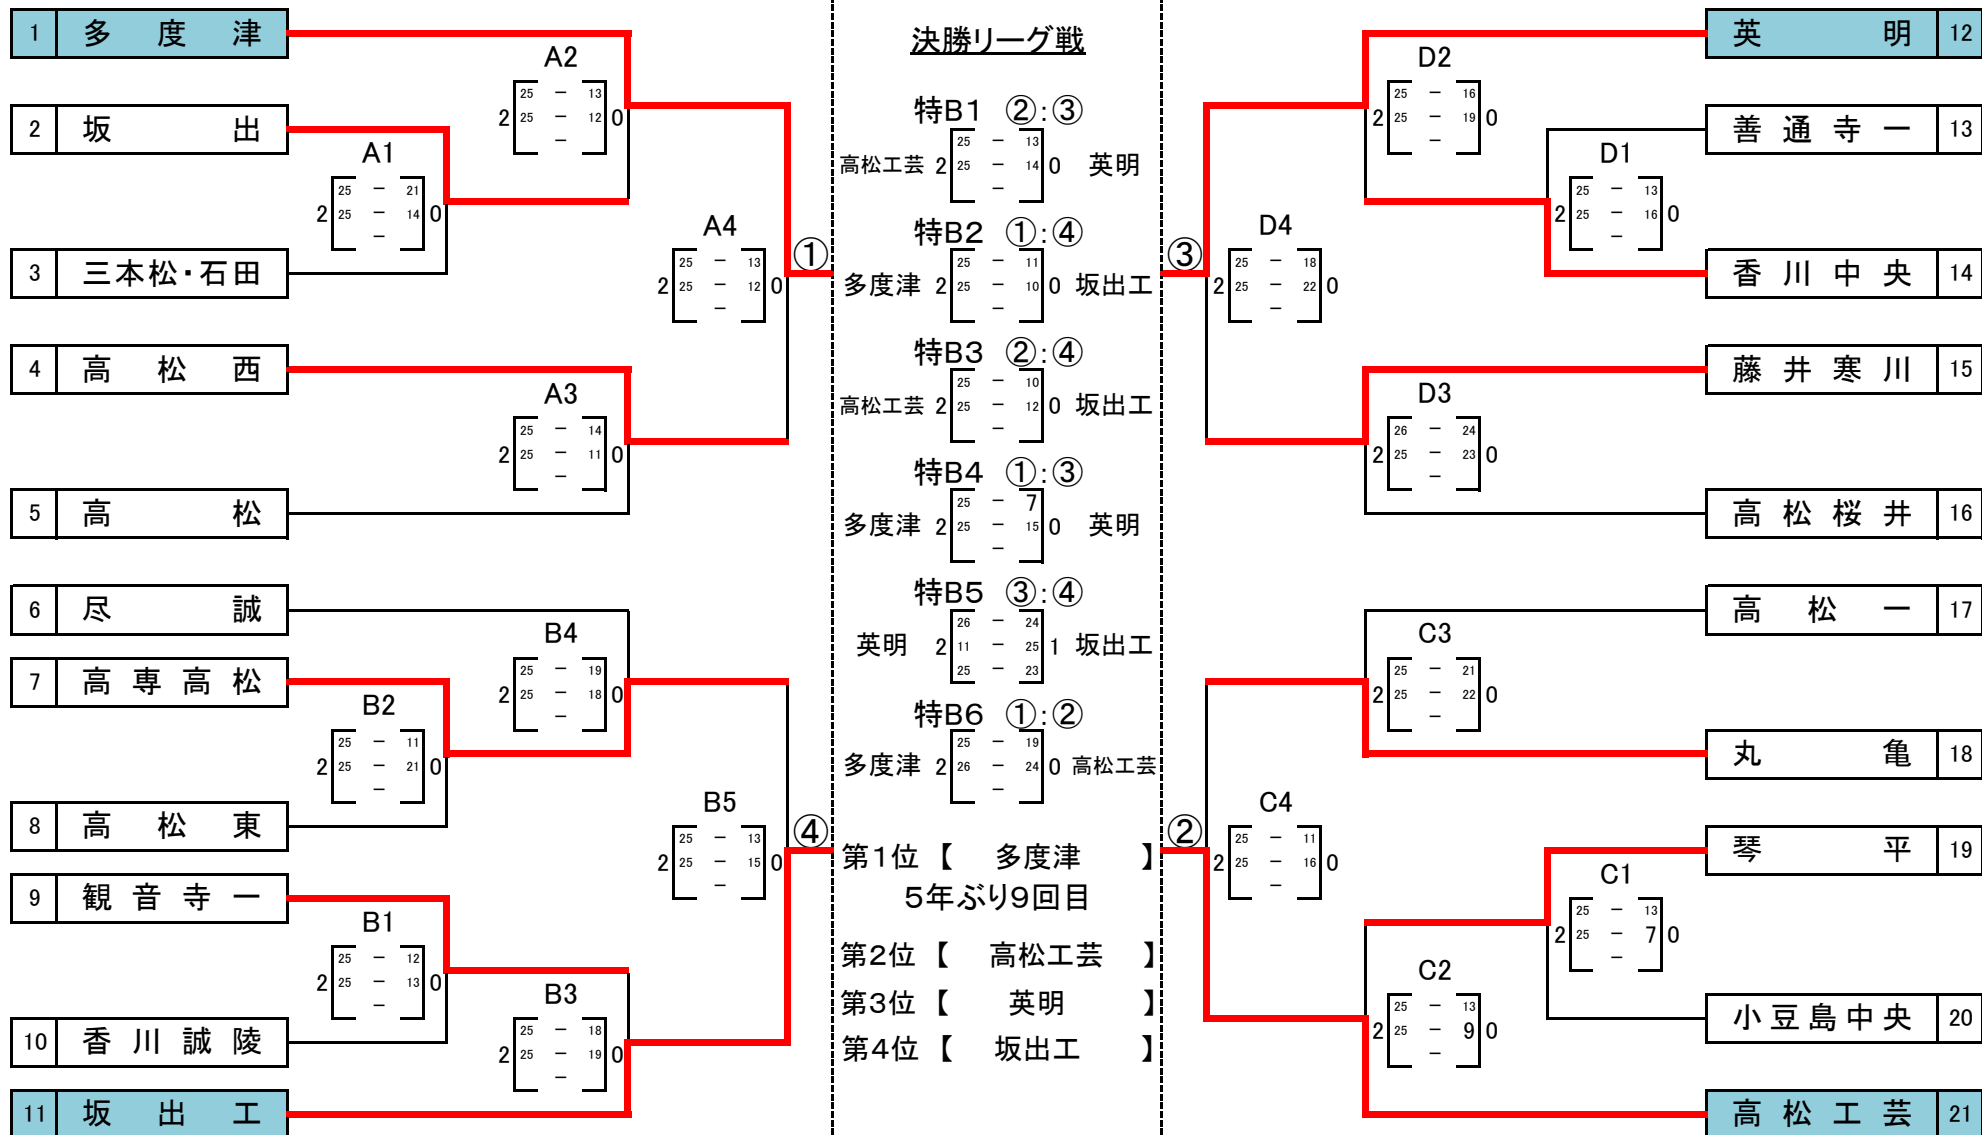 1 多度津
2 坂出
3 三本松・石田
4 高松西
5 高松
6 尽誠
7 高専高松
8 高松東
9 観音寺一
10 香川誠陵
11 坂出工
A1
2 0
25 － 21
25 － 14
－
A2
2 0
25 － 13
25 － 12
－
A3
2 0
25 － 14
25 － 11
－
A4
2 0
25 － 13
25 － 12
－
①
B1
2 0
25 － 12
25 － 13
－
B2
2 0
25 － 11
25 － 21
－
B3
2 0
25 － 18
25 － 19
－
B4
2 0
25 － 19
25 － 18
－
B5
2 0
25 － 13
25 － 15
－
④
決勝リーグ戦
特B1 ②:③
25 － 13
高松工芸 2 25 － 14 0 英明
－
特B2 ①:④
25 － 11
多度津 2 25 － 10 0 坂出工
－
特B3 ②:④
25 － 10
高松工芸 2 25 － 12 0 坂出工
－
特B4 ①:③
25 － 7
多度津 2 25 － 15 0 英明
－
特B5 ③:④
26 － 24
英明 2 11 － 25 1 坂出工
25 － 23
特B6 ①:②
25 － 19
多度津 2 26 － 24 0 高松工芸
－
第1位【 多度津 】
5年ぶり9回目
第2位【 高松工芸 】
第3位【 英明 】
第4位【 坂出工 】
③
D4
2 0
25 － 18
25 － 22
－
D2
2 0
25 － 16
25 － 19
－
D1
2 0
25 － 13
25 － 16
－
D3
2 0
26 － 24
25 － 23
－
②
C4
2 0
25 － 11
25 － 16
－
C3
2 0
25 － 21
25 － 22
－
C1
2 0
25 － 13
25 － 7
－
C2
2 0
25 － 13
25 － 9
－
英明 12
善通寺一 13
香川中央 14
藤井寒川 15
高松桜井 16
高松一 17
丸亀 18
琴平 19
小豆島中央 20
高松工芸 21